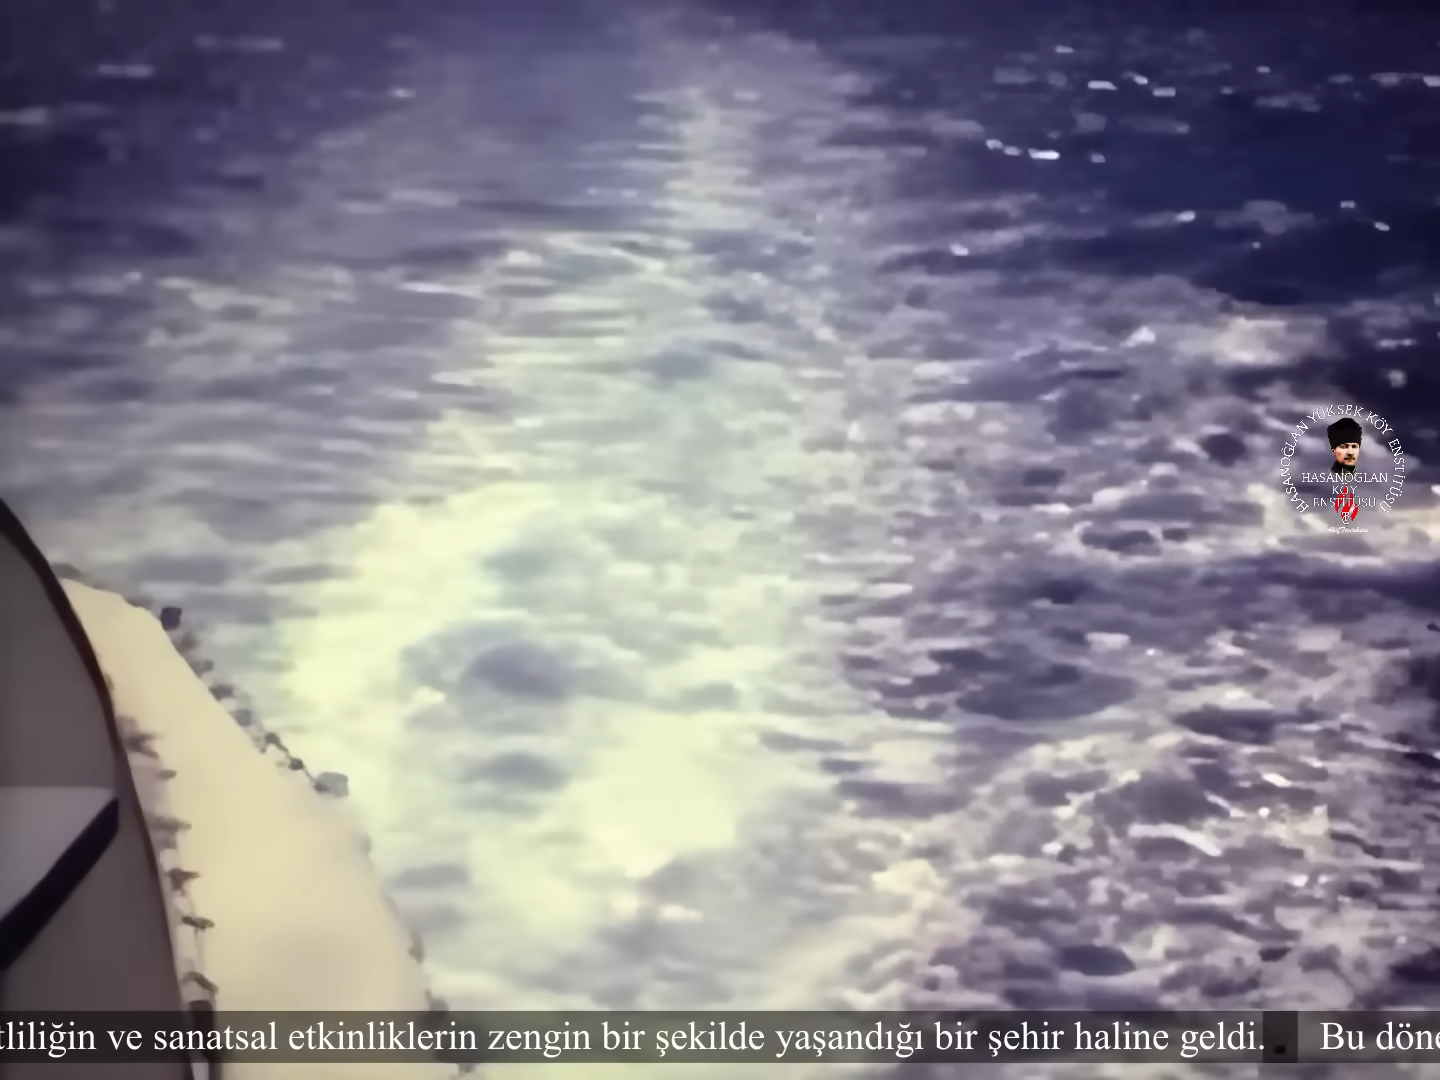 HASANOĞLAN YÜKSEK KÖY ENSTİTÜSÜ
HASANOĞLAN
KÖY
ENSTİTÜSÜ
tliliğin ve sanatsal etkinliklerin zengin bir şekilde yaşandığı bir şehir haline geldi. Bu döne